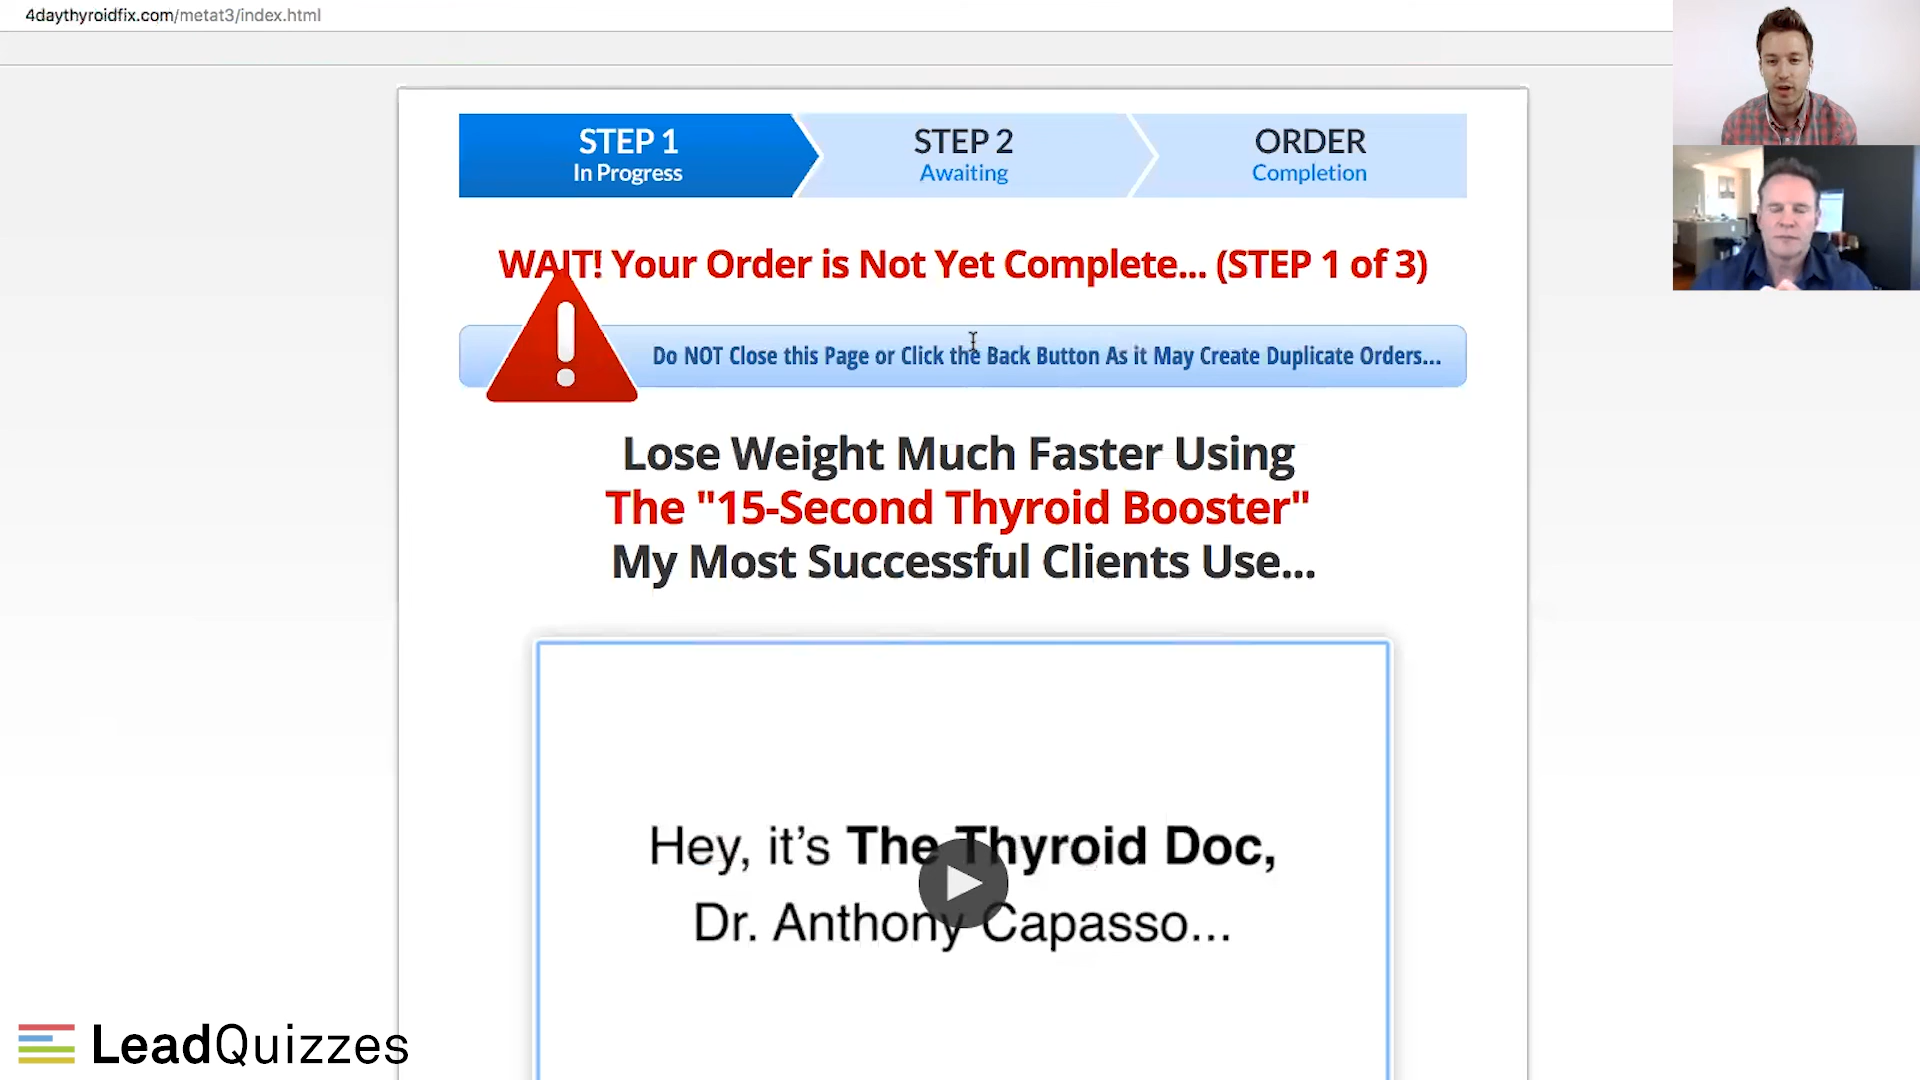 4daythyroidfix.com/metat3/index.html
STEP 1
In Progress
STEP 2
Awaiting
ORDER
Completion
WAIT! Your Order is Not Yet Complete... (STEP 1 of 3)
Do NOT Close this Page or Click the Back Button As it May Create Duplicate Orders...
Lose Weight Much Faster Using
The "15-Second Thyroid Booster"
My Most Successful Clients Use...
Hey, it's The Thyroid Doc,
Dr. Anthony Capasso...
LeadQuizzes